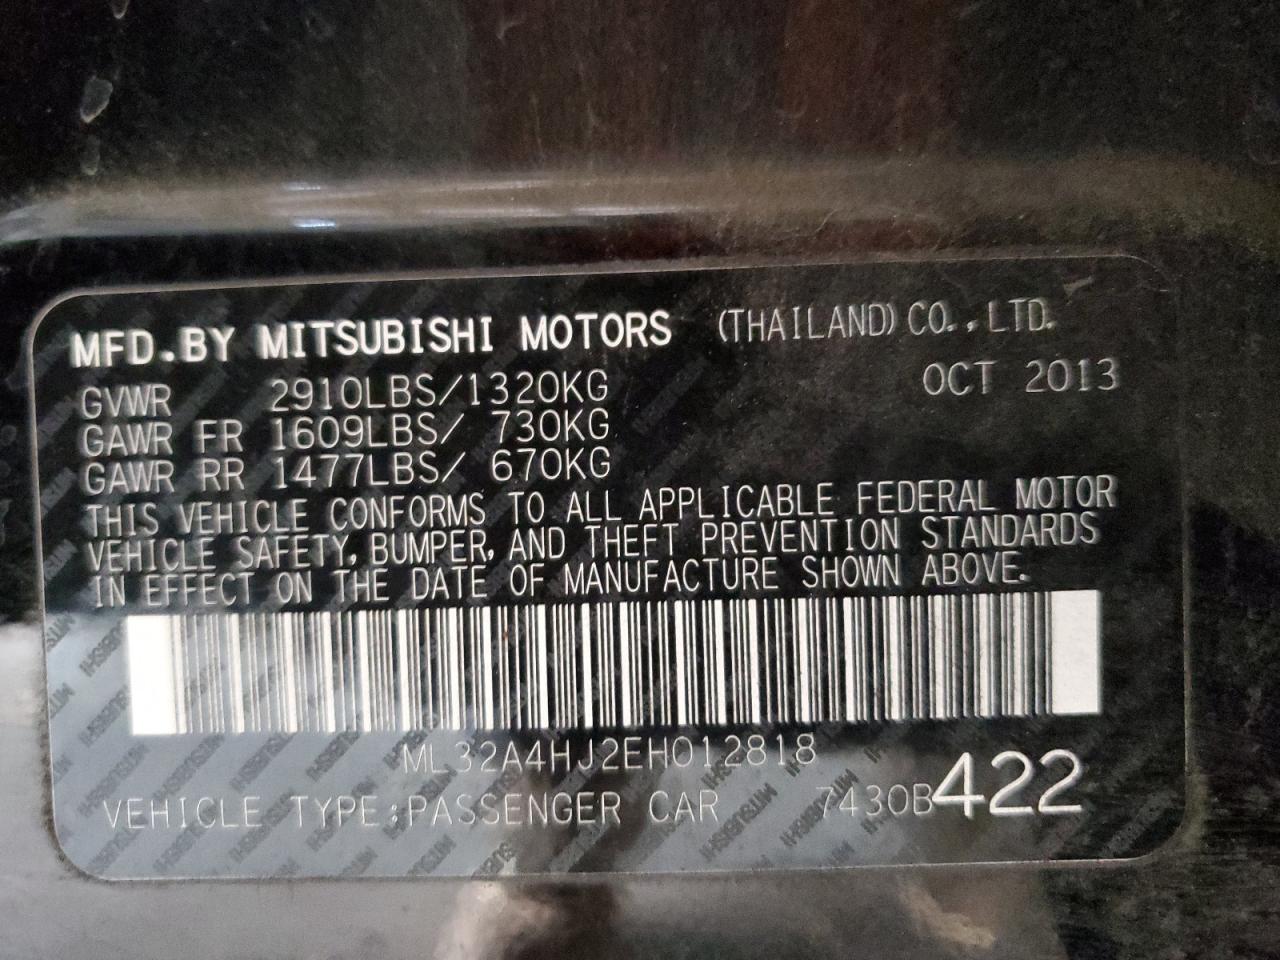 MFD.BY MITSUBISHI MOTORS (THAILAND) CO.,LTD.
GVWR 2910LBS/1320KG OCT 2013
GAWR FR 1609LBS/ 730KG
GAWR RR 1477LBS/ 670KG
THIS VEHICLE CONFORMS TO ALL APPLICABLE FEDERAL MOTOR
VEHICLE SAFETY, BUMPER, AND THEFT PREVENTION STANDARDS
IN EFFECT ON THE DATE OF MANUFACTURE SHOWN ABOVE.
ML32A4HJ2EH012818
VEHICLE TYPE:PASSENGER CAR 7430B422